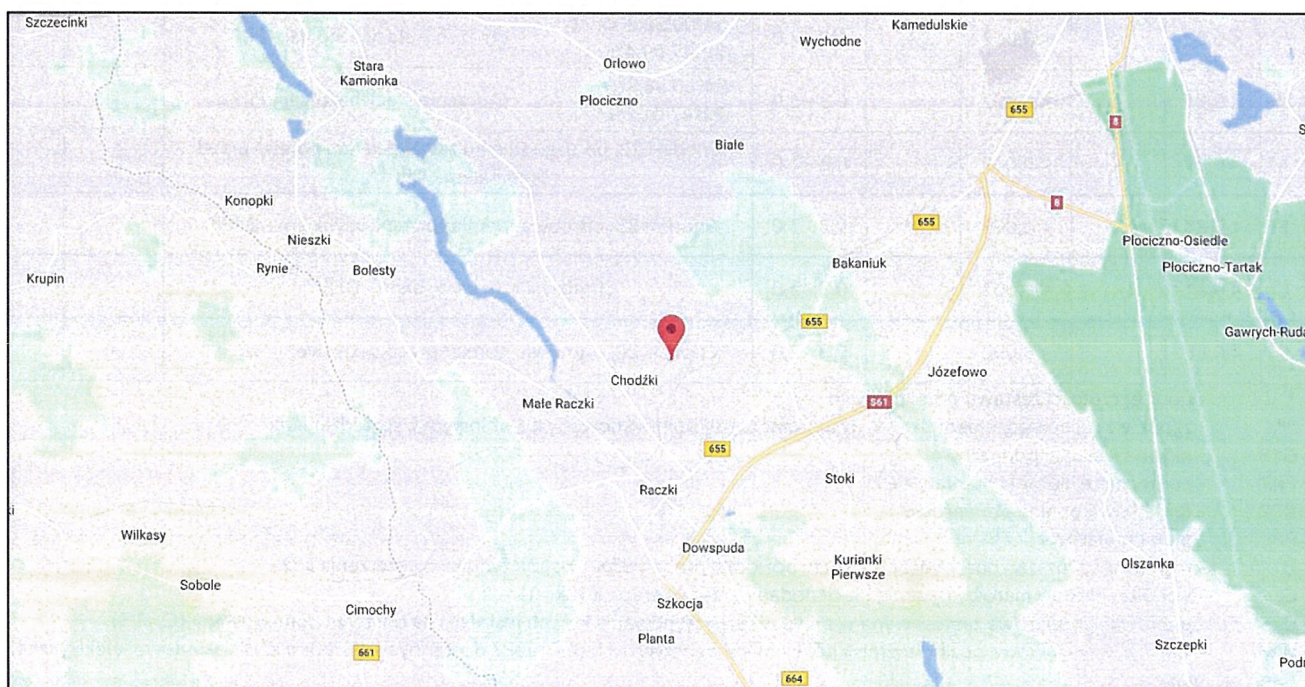 Szczecinki
Kamedulskie
Wychodne
Stara
Kamionka
Orłowo
Płociczno
655
8
Białe
Konopki
655
8
Nieszki
Płociczno-Osiedle
Rynie
Bolesty
Bakaniuk
Płociczno-Tartak
Krupin
655
Gawrych-Ruda
Chodźki
Józefowo
Małe Raczki
S61
655
Raczki
Stoki
Wilkasy
Dowspuda
Kurianki
Pierwsze
Olszanka
Sobole
Cimochy
Szkocja
Planta
661
Szczepki
664